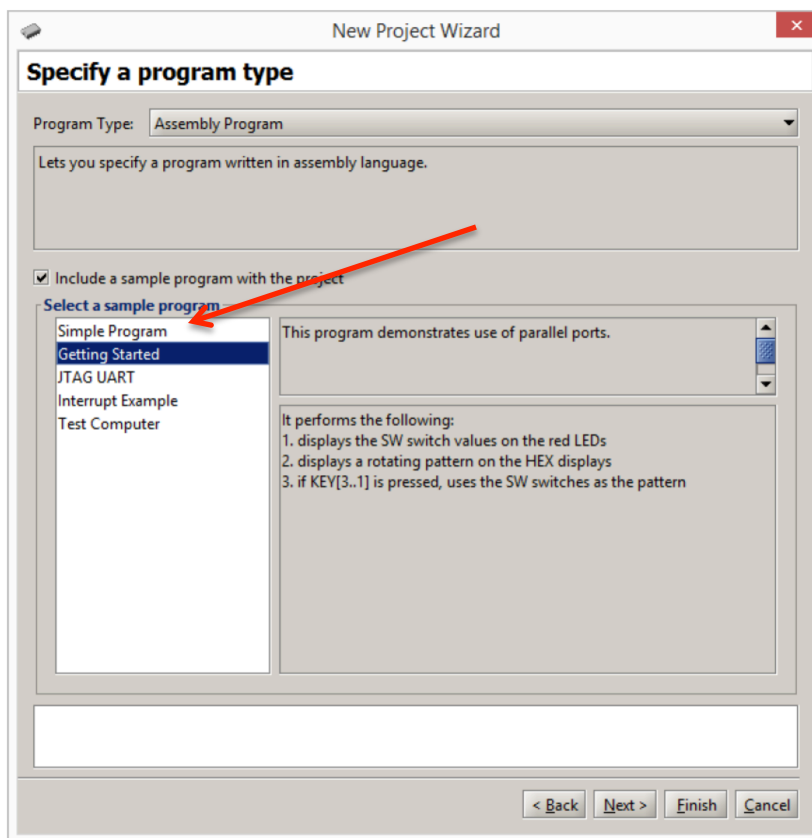 New Project Wizard
Specify a program type
Program Type: Assembly Program
Lets you specify a program written in assembly language.
Include a sample program with the project
Select a sample program
Simple Program
Getting Started
JTAG UART
Interrupt Example
Test Computer
This program demonstrates use of parallel ports.
It performs the following:
1. displays the SW switch values on the red LEDs
2. displays a rotating pattern on the HEX displays
3. if KEY[3..1] is pressed, uses the SW switches as the pattern
< Back Next > Finish Cancel